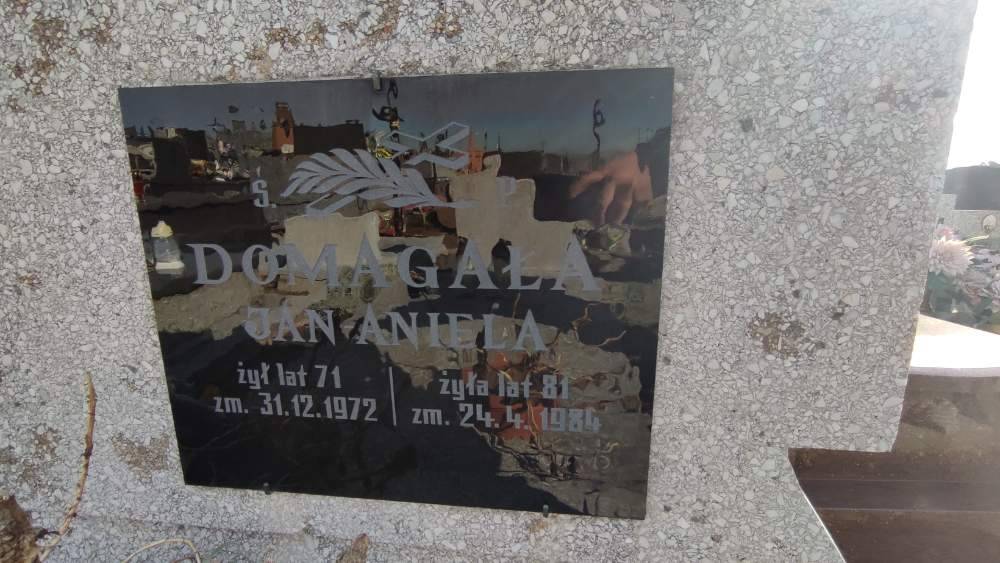 Ś. P
DOMAGAŁA
JAN ANIELA
żył lat 71
zm. 31.12.1972
żyła lat 81
zm. 24.4.1984